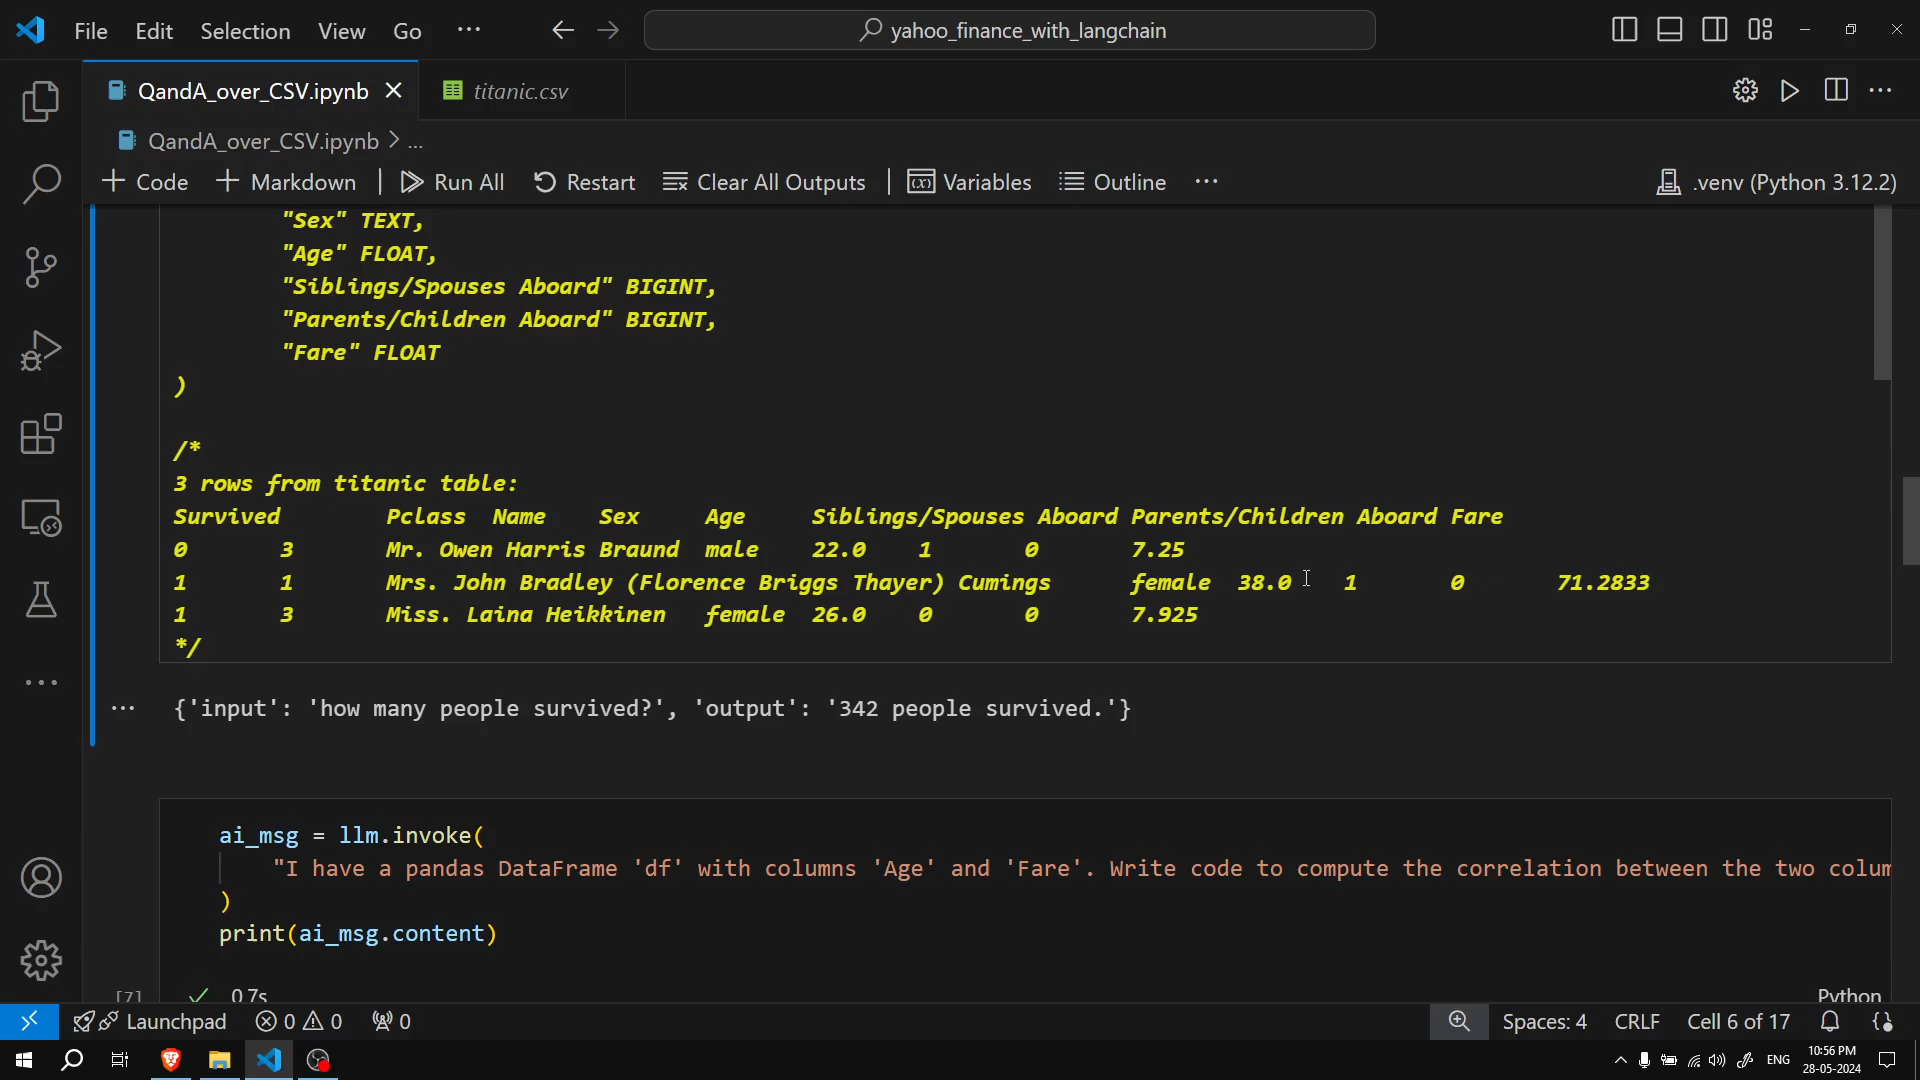 File Edit Selection View Go ··· yahoo_finance_with_langchain
QandA_over_CSV.ipynb titanic.csv
QandA_over_CSV.ipynb > ...
+ Code + Markdown | Run All Restart Clear All Outputs | Variables Outline ··· .venv (Python 3.12.2)
"Sex" TEXT,
"Age" FLOAT,
"Siblings/Spouses Aboard" BIGINT,
"Parents/Children Aboard" BIGINT,
"Fare" FLOAT
)
/*
3 rows from titanic table:
Survived Pclass Name Sex Age Siblings/Spouses Aboard Parents/Children Aboard Fare
0 3 Mr. Owen Harris Braund male 22.0 1 0 7.25
1 1 Mrs. John Bradley (Florence Briggs Thayer) Cumings female 38.0 1 0 71.2833
1 3 Miss. Laina Heikkinen female 26.0 0 0 7.925
*/
{'input': 'how many people survived?', 'output': '342 people survived.'}
ai_msg = llm.invoke(
"I have a pandas DataFrame 'df' with columns 'Age' and 'Fare'. Write code to compute the correlation between the two colum
)
print(ai_msg.content)
[7] 0.7s Python
Launchpad 0 0 0 Spaces: 4 CRLF Cell 6 of 17
ENG 10:56 PM
28-05-2024